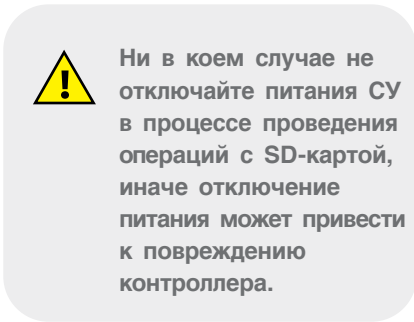 Ни в коем случае не
отключайте питания СУ
в процессе проведения
операций с SD-картой,
иначе отключение
питания может привести
к повреждению
контроллера.